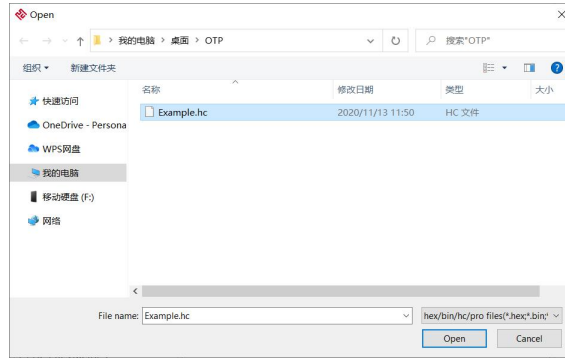 Open
我的电脑 > 桌面 > OTP
搜索"OTP"
组织 新建文件夹
名称 修改日期 类型 大小
快速访问
Example.hc 2020/11/13 11:50 HC 文件
OneDrive - Persona
WPS网盘
我的电脑
移动硬盘 (F:)
网络
File name: Example.hc hex/bin/hc/pro files(*.hex;*.bin;*
Open Cancel